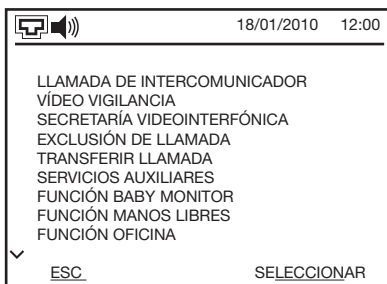 18/01/2010 12:00
LLAMADA DE INTERCOMUNICADOR
VÍDEO VIGILANCIA
SECRETARÍA VIDEOINTERFÓNICA
EXCLUSIÓN DE LLAMADA
TRANSFERIR LLAMADA
SERVICIOS AUXILIARES
FUNCIÓN BABY MONITOR
FUNCIÓN MANOS LIBRES
FUNCIÓN OFICINA
ESC SELECCIONAR